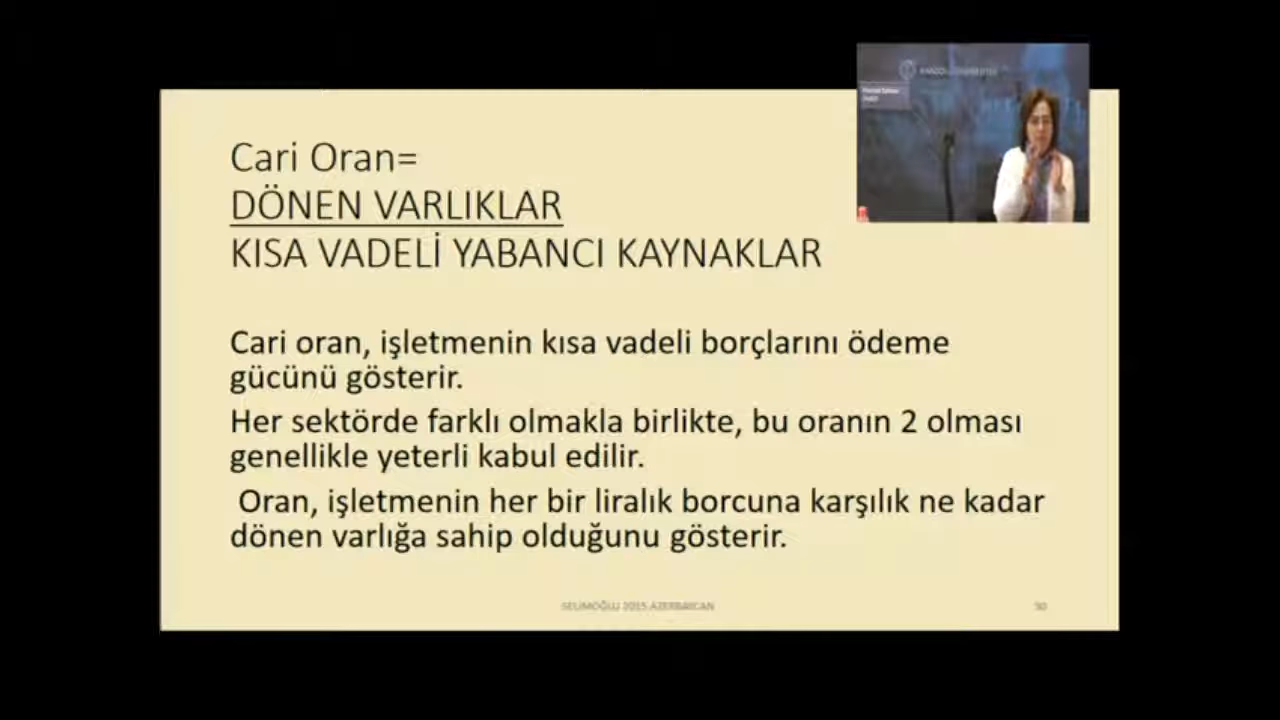 Cari Oran=
DÖNEN VARLIKLAR
KISA VADELİ YABANCI KAYNAKLAR
Cari oran, işletmenin kısa vadeli borçlarını ödeme
gücünü gösterir.
Her sektörde farklı olmakla birlikte, bu oranın 2 olması
genellikle yeterli kabul edilir.
Oran, işletmenin her bir liralık borcuna karşılık ne kadar
dönen varlığa sahip olduğunu gösterir.
SELİMOĞLU 2015 AZERBAYCAN